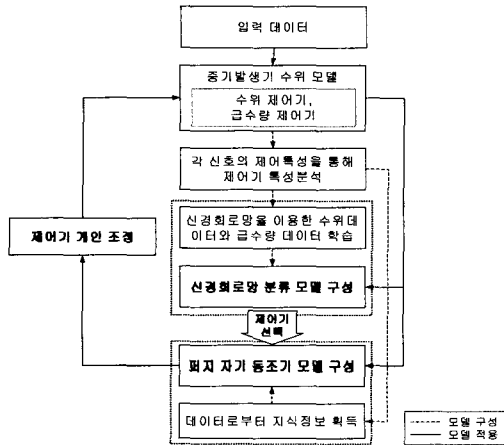 입력 데이터
증기발생기 수위 모델
수위 제어기,
급수량 제어기
각 신호의 제어특성을 통해
제어기 특성분석
신경회로망을 이용한 수위데
이터와 급수량 데이터 학습
제어기 게인 조정
신경회로망 분류 모델 구성
제어기
선택
퍼지 자기 동조기 모델 구성
데이터로부터 지식정보 획득
모델 구성
모델 적용